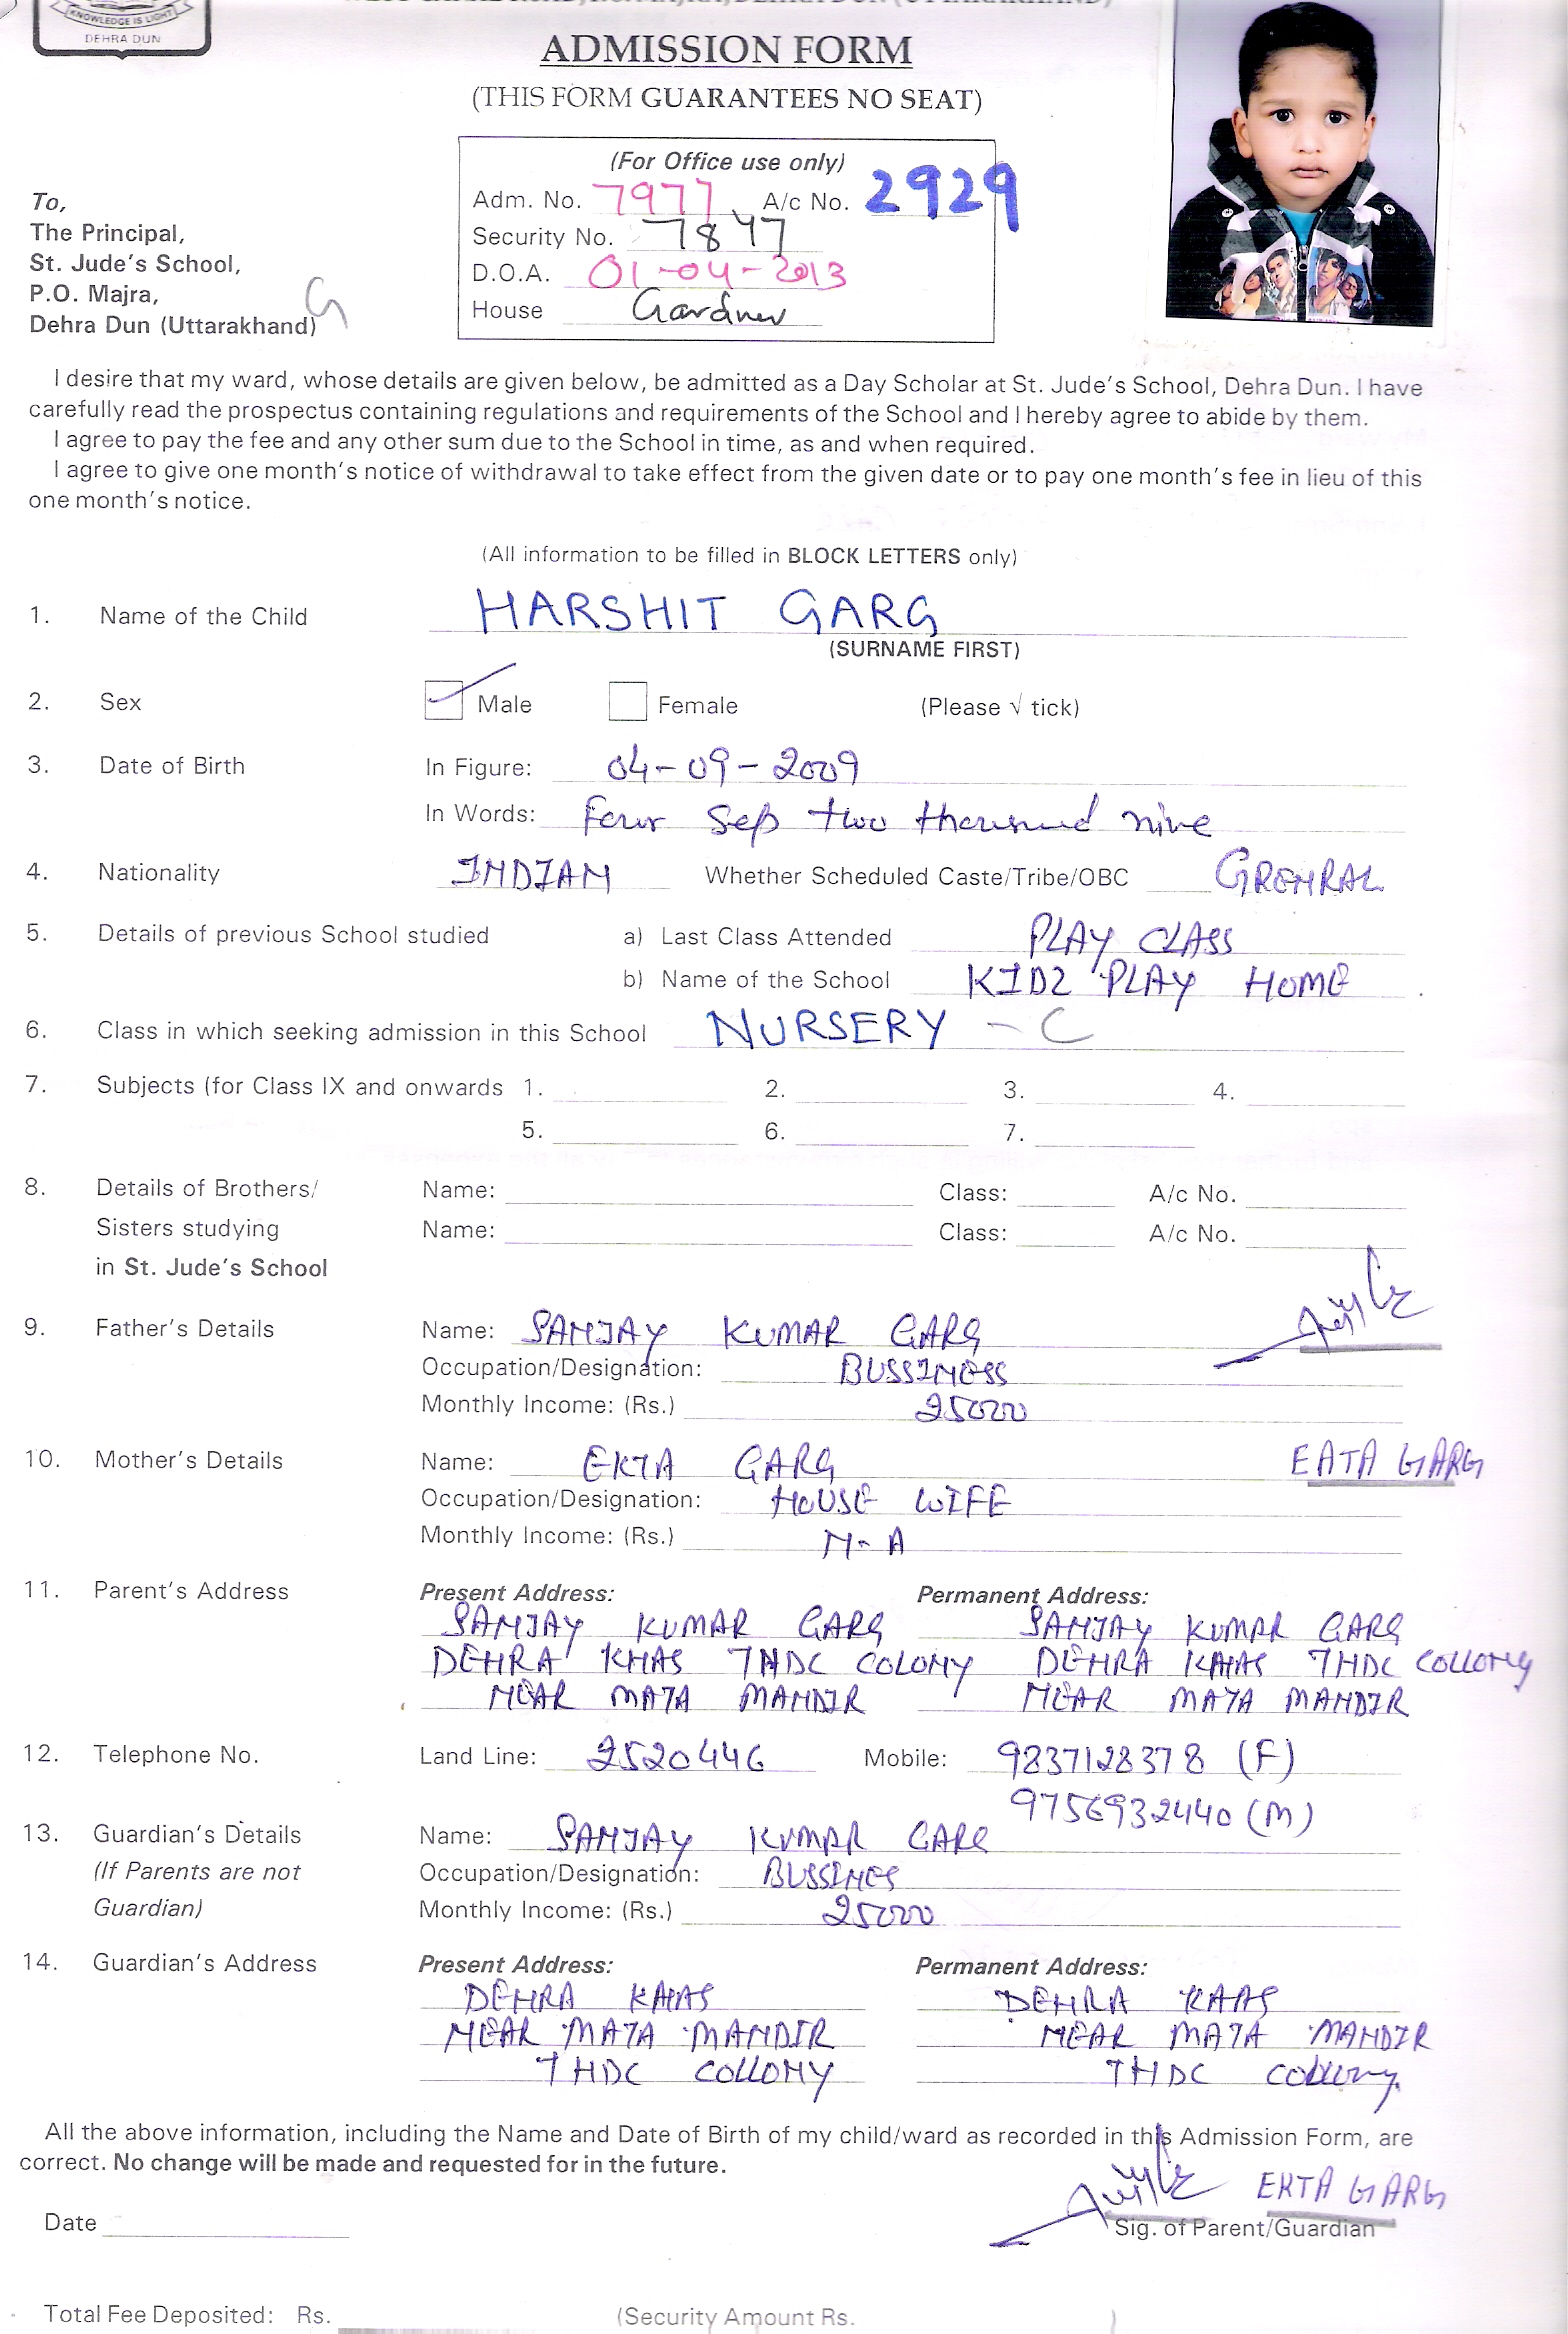 KNOWLEDGE IS LIGHT
DEHRA DUN
ADMISSION FORM
(THIS FORM GUARANTEES NO SEAT)
(For Office use only)
Adm. No. 7977 A/c No. 2929
Security No. 7847
D.O.A. 01-04-2013
House Gardner
To,
The Principal,
St. Jude's School,
P.O. Majra,
Dehra Dun (Uttarakhand)
G
I desire that my ward, whose details are given below, be admitted as a Day Scholar at St. Jude's School, Dehra Dun. I have
carefully read the prospectus containing regulations and requirements of the School and I hereby agree to abide by them.
I agree to pay the fee and any other sum due to the School in time, as and when required.
I agree to give one month's notice of withdrawal to take effect from the given date or to pay one month's fee in lieu of this
one month's notice.
(All information to be filled in BLOCK LETTERS only)
1. Name of the Child HARSHIT GARG
(SURNAME FIRST)
2. Sex Male Female (Please √ tick)
3. Date of Birth In Figure: 04-09-2009
In Words: four Sep two thousand nine
4. Nationality INDIAN Whether Scheduled Caste/Tribe/OBC GRENRAL
5. Details of previous School studied a) Last Class Attended PLAY CLASS
b) Name of the School KIDZ PLAY HOME
6. Class in which seeking admission in this School NURSERY - C
7. Subjects (for Class IX and onwards 1. 2. 3. 4.
5. 6. 7.
8. Details of Brothers/ Name: Class: A/c No.
Sisters studying Name: Class: A/c No.
in St. Jude's School
9. Father's Details Name: SANJAY KUMAR GARG
Occupation/Designation: BUSSINESS
Monthly Income: (Rs.) 25000
10. Mother's Details Name: EKTA GARG EKTA GARG
Occupation/Designation: HOUSE WIFE
Monthly Income: (Rs.) N-A
11. Parent's Address Present Address: Permanent Address:
SANJAY KUMAR GARG SANJAY KUMAR GARG
DEHRA KHAS THDC COLONY DEHRA KHAS THDC COLLONY
NEAR MATA MANDIR NEAR MATA MANDIR
12. Telephone No. Land Line: 2520446 Mobile: 9837128378 (F)
9756932440 (M)
13. Guardian's Details Name: SANJAY KUMAR GARG
(If Parents are not Occupation/Designation: BUSSINES
Guardian) Monthly Income: (Rs.) 25000
14. Guardian's Address Present Address: Permanent Address:
DEHRA KHAS DEHRA KHAS
NEAR MATA MANDIR NEAR MATA MANDIR
THDC COLLONY THDC Collony
All the above information, including the Name and Date of Birth of my child/ward as recorded in this Admission Form, are
correct. No change will be made and requested for in the future.
EKTA GARG
Date Sig. of Parent/Guardian
Total Fee Deposited: Rs. (Security Amount Rs. )